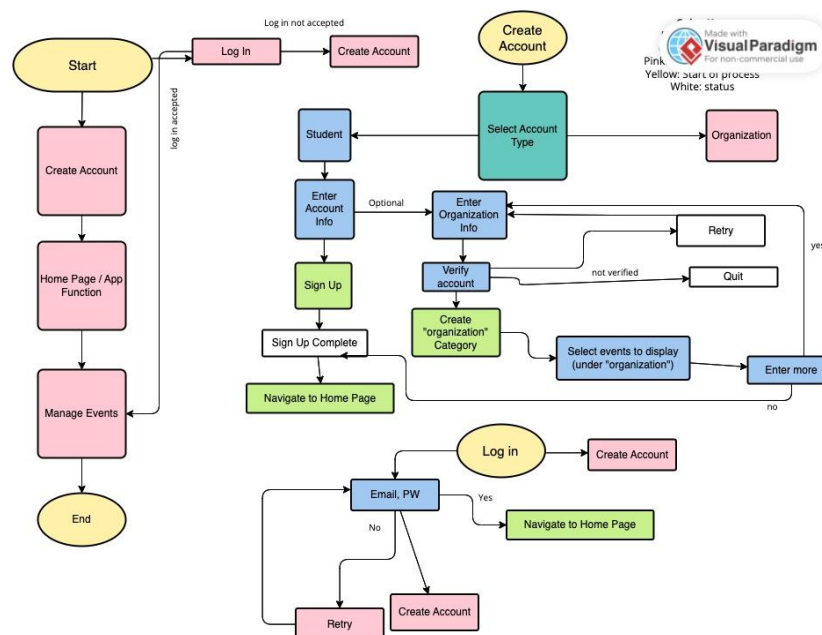 Log in not accepted
Start
Log In
Create Account
log in accepted
Create Account
Home Page / App
Function
Manage Events
End
Create
Account
Made with
Visual Paradigm
For non-commercial use
Yellow: Start of process
White: status
Student
Select Account
Type
Organization
Enter
Account
Info
Optional
Enter
Organization
Info
Retry
yes
Verify
account
not verified
Quit
Sign Up
Create
"organization"
Category
Sign Up Complete
Select events to display
(under "organization")
Enter more
no
Navigate to Home Page
Log in
Create Account
Email, PW
Yes
Navigate to Home Page
No
Retry
Create Account